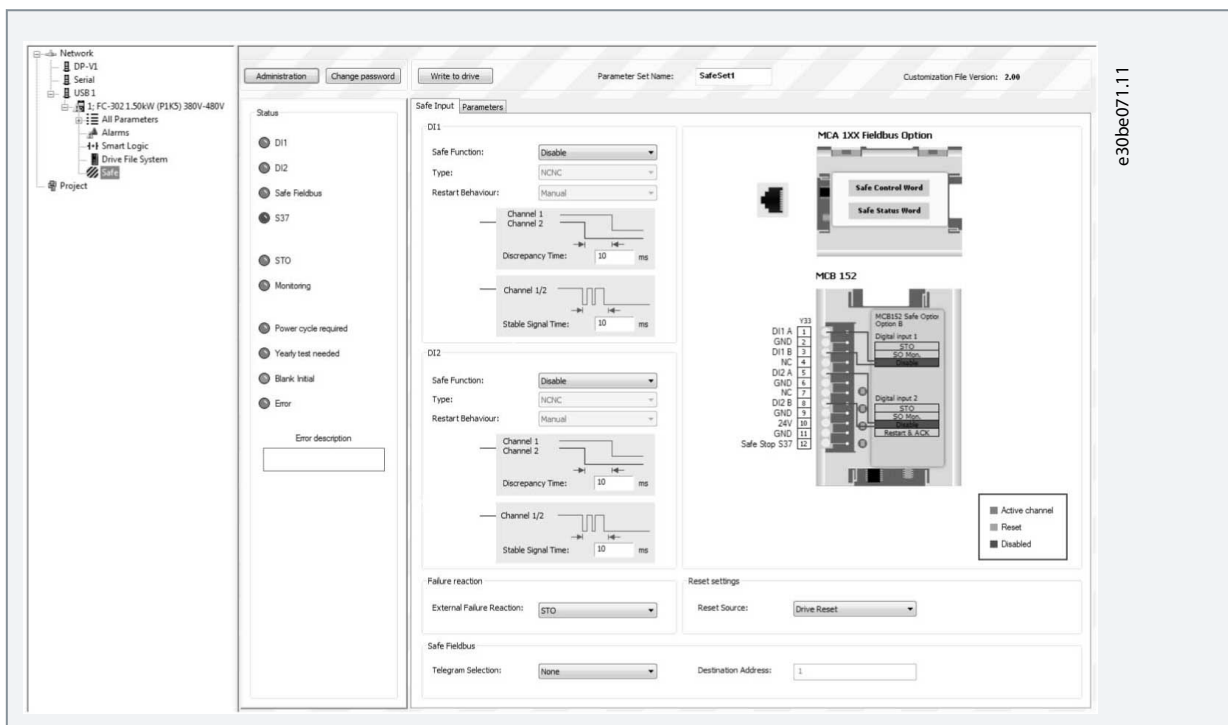 Network
DP-V1
Serial
USB 1
1; FC-302 1.50kW (P1K5) 380V-480V
All Parameters
Alarms
Smart Logic
Drive File System
Safe
Project
Administration
Change password
Write to drive
Parameter Set Name:
SafeSet1
Customization File Version: 2.00
Status
DI1
DI2
Safe Fieldbus
S37
STO
Monitoring
Power cycle required
Yearly test needed
Blank Initial
Error
Error description
Safe Input
Parameters
DI1
Safe Function:
Disable
Type:
NCNC
Restart Behaviour:
Manual
Channel 1
Channel 2
Discrepancy Time:
10
ms
Channel 1/2
Stable Signal Time:
10
ms
DI2
Safe Function:
Disable
Type:
NCNC
Restart Behaviour:
Manual
Channel 1
Channel 2
Discrepancy Time:
10
ms
Channel 1/2
Stable Signal Time:
10
ms
MCA 1XX Fieldbus Option
Safe Control Word
Safe Status Word
MCB 152
Y33
DI1 A 1
GND 2
DI1 B 3
NC 4
DI2 A 5
GND 6
NC 7
DI2 B 8
GND 9
24V 10
GND 11
Safe Stop S37 12
MCB152 Safe Option
Option B
Digital input 1
STO
SO Mon.
Disable
Digital input 2
STO
SO Mon.
Disable
Restart & ACK
Active channel
Reset
Disabled
Failure reaction
External Failure Reaction:
STO
Reset settings
Reset Source:
Drive Reset
Safe Fieldbus
Telegram Selection:
None
Destination Address:
1
e30be071.11